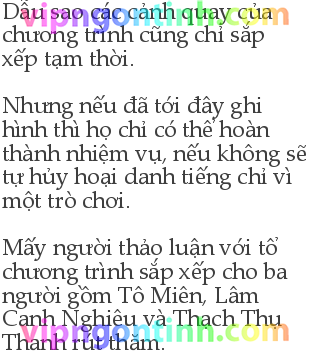 Dẫu sao các cảnh quay của
vipngontinh.com
chương trình cũng chỉ sắp
xếp tạm thời.
Nhưng nếu đã tới đây ghi
hình thì họ chỉ có thể hoàn
thành nhiệm vụ, nếu không sẽ
tự hủy hoại danh tiếng chỉ vì
một trò chơi.
Mấy người thảo luận với tổ
chương trình sắp xếp cho ba
người gồm Tô Miên, Lâm
Cạnh Nghiêu và Thạch Thụ
vipngontinh.com
Thanh rút thăm.